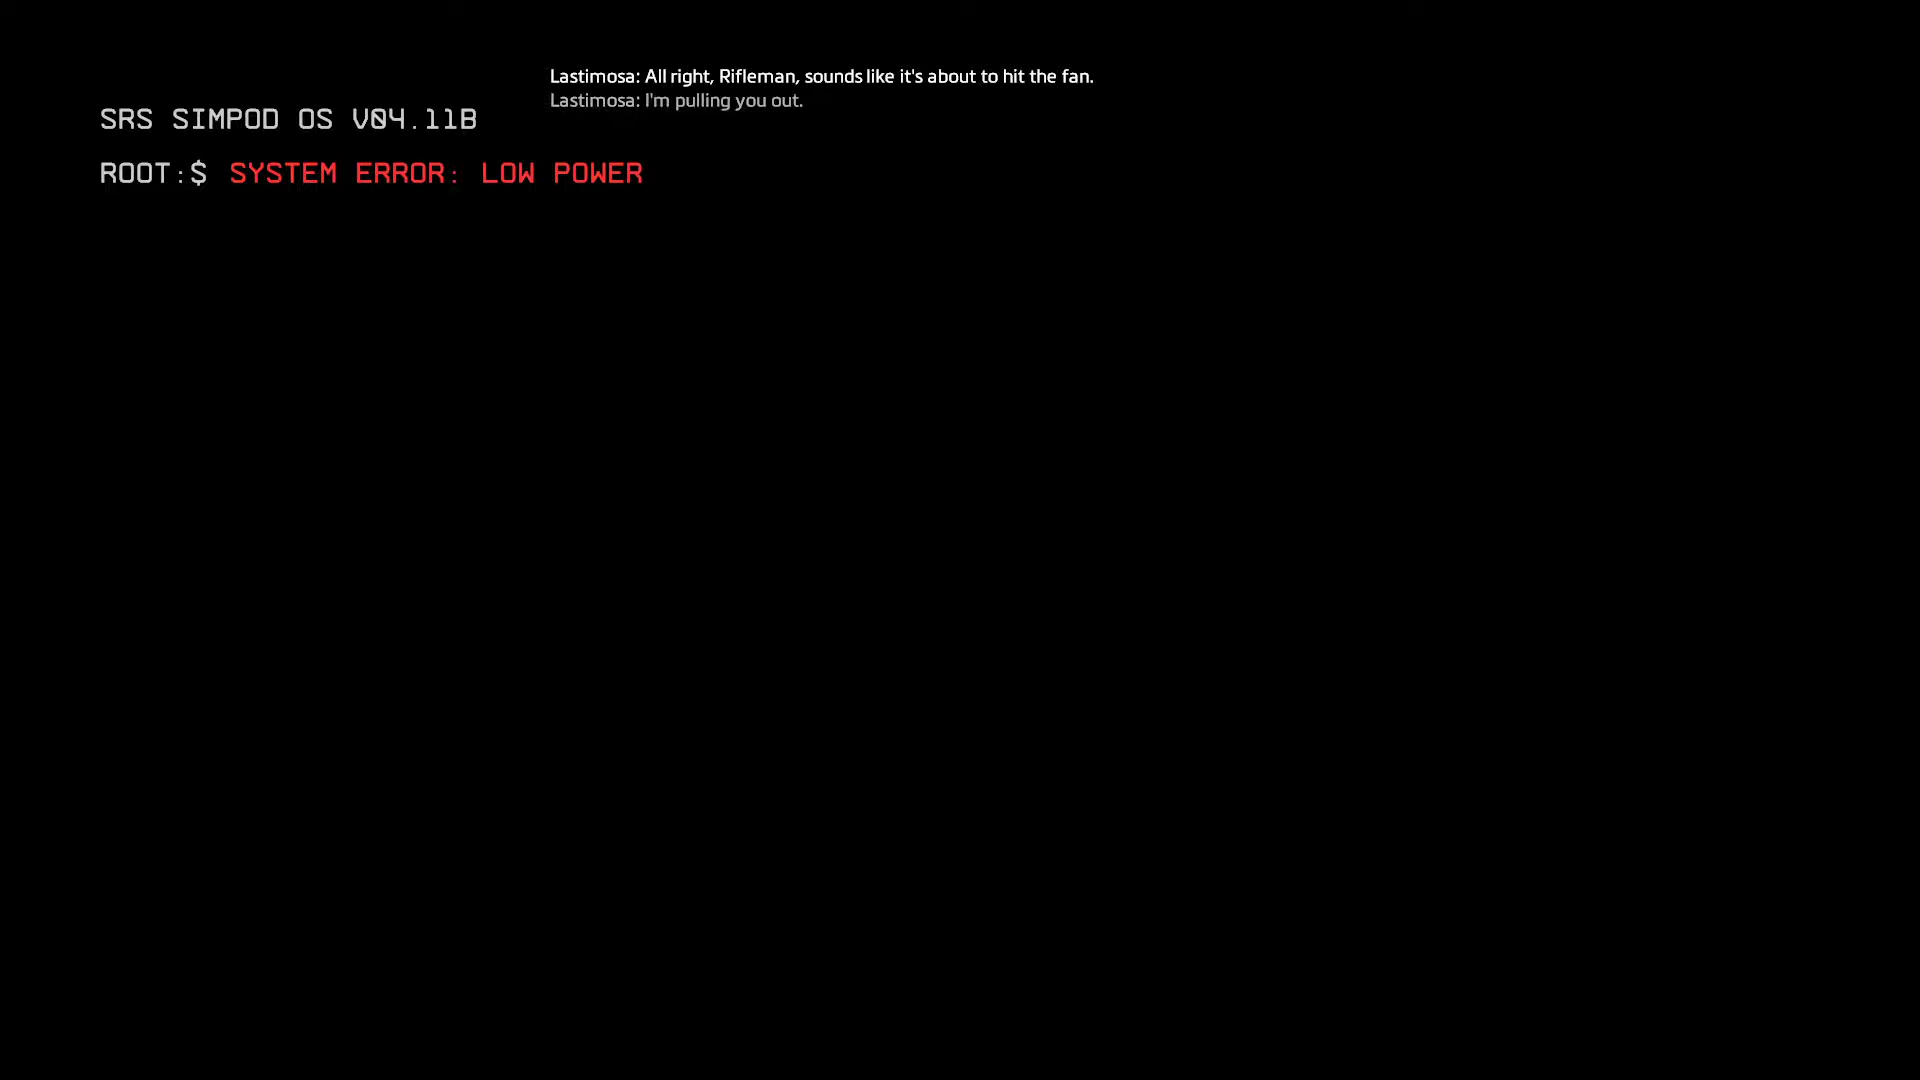 Lastimosa: All right, Rifleman, sounds like it's about to hit the fan.
Lastimosa: I'm pulling you out.
SRS SIMPOD OS V04.11B
ROOT:$ SYSTEM ERROR: LOW POWER